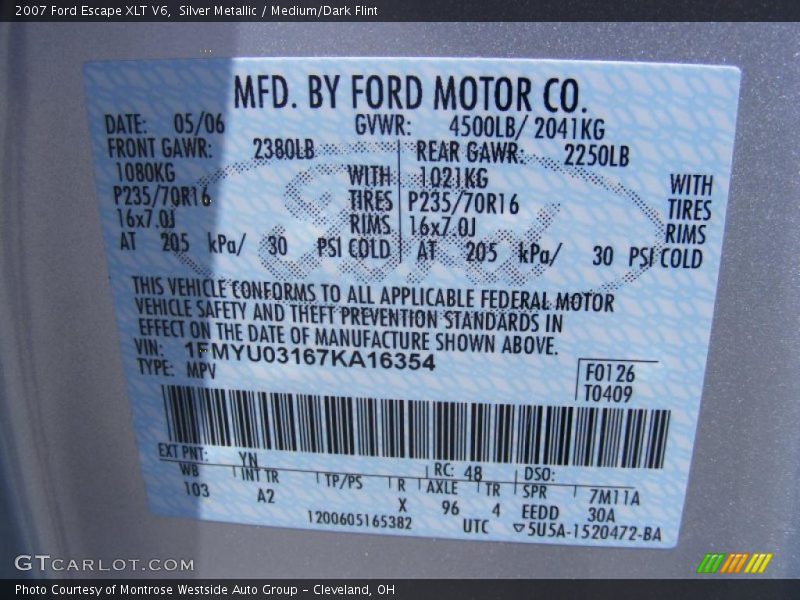 2007 Ford Escape XLT V6, Silver Metallic / Medium/Dark Flint
MFD. BY FORD MOTOR CO.
DATE: 05/06 GVWR: 4500LB/ 2041KG
FRONT GAWR: 2380LB REAR GAWR: 2250LB
1080KG WITH 1021KG WITH
P235/70R16 TIRES P235/70R16 TIRES
16x7.0J RIMS 16x7.0J RIMS
AT 205 kPa/ 30 PSI COLD AT 205 kPa/ 30 PSI COLD
THIS VEHICLE CONFORMS TO ALL APPLICABLE FEDERAL MOTOR
VEHICLE SAFETY AND THEFT PREVENTION STANDARDS IN
EFFECT ON THE DATE OF MANUFACTURE SHOWN ABOVE.
VIN: 1FMYU03167KA16354
TYPE: MPV
F0126
T0409
EXT PNT: YN RC: 48 DSO:
WB INT TR TP/PS R AXLE TR SPR 7M11A
103 A2 X 96 4 EEDD 30A
1200605165382 UTC ▽5U5A-1520472-BA
GTCARLOT.COM
Photo Courtesy of Montrose Westside Auto Group - Cleveland, OH